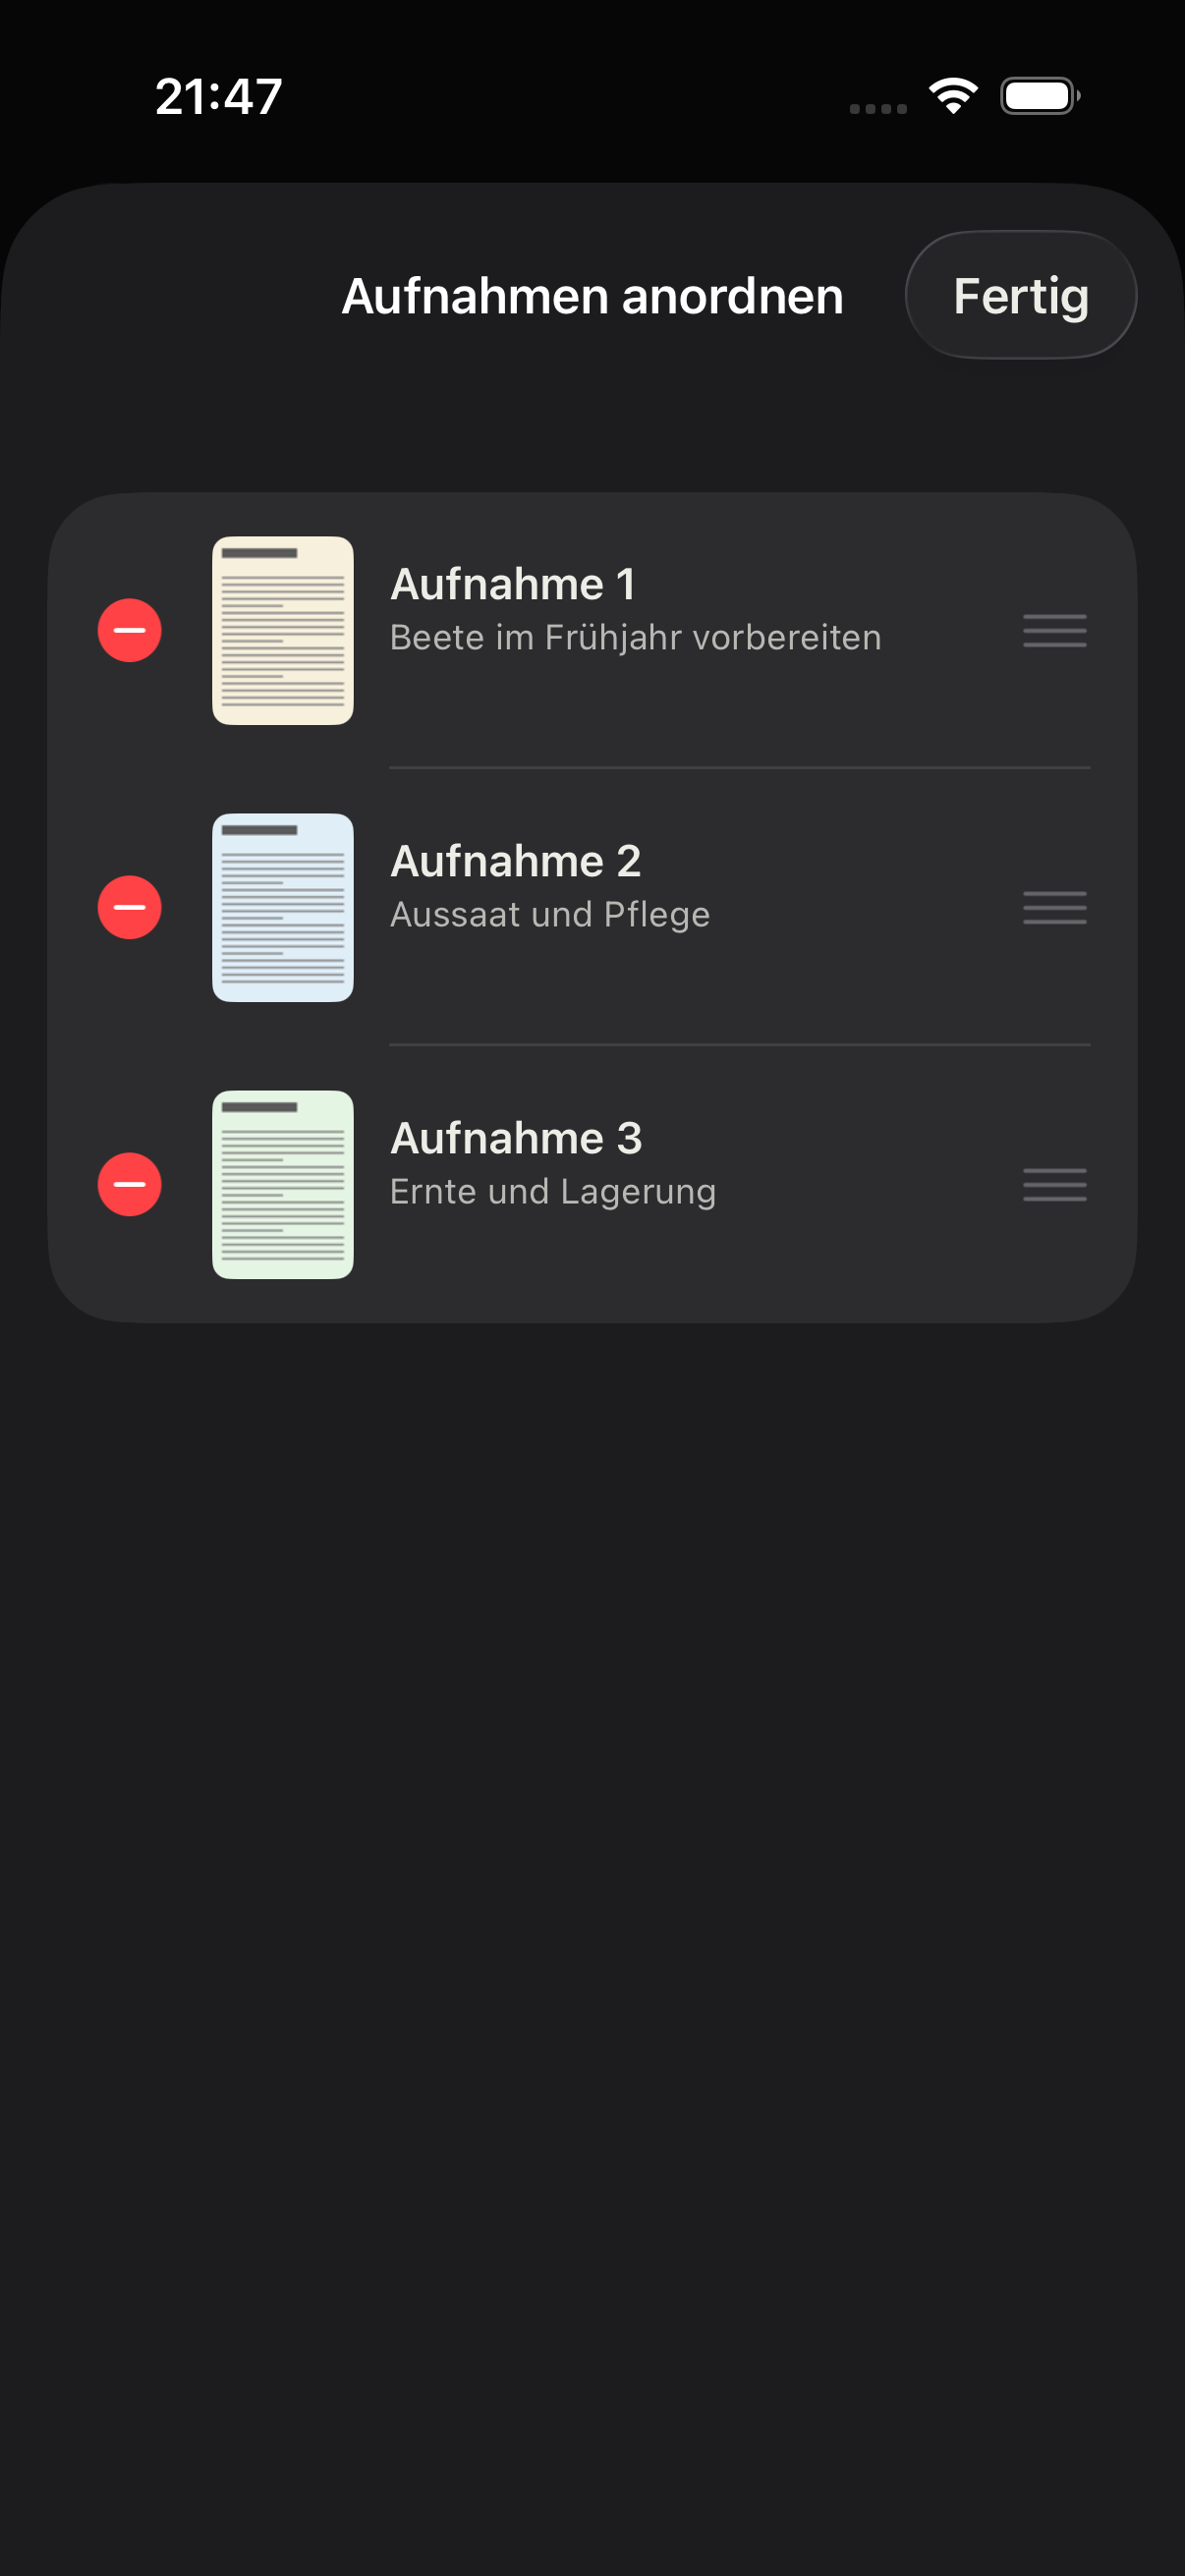 21:47
Aufnahmen anordnen
Fertig
Aufnahme 1
Beete im Frühjahr vorbereiten
Aufnahme 2
Aussaat und Pflege
Aufnahme 3
Ernte und Lagerung